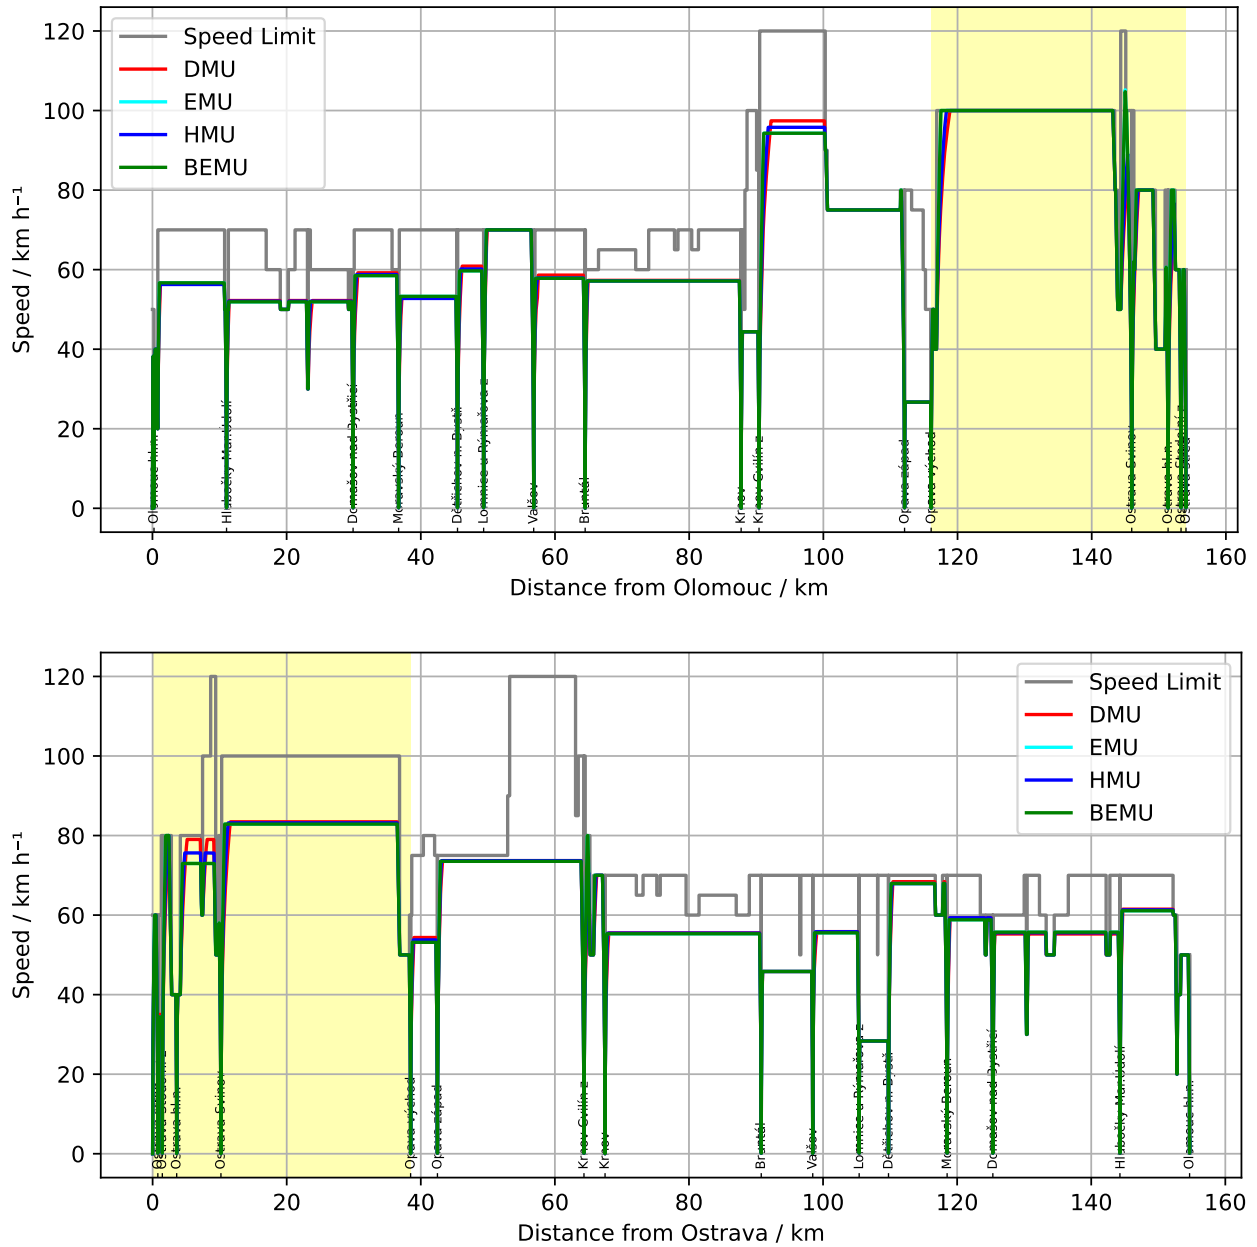 Speed Limit
DMU
EMU
HMU
BEMU
120
100
80
60
40
20
0
Speed / km h⁻¹
Olomouc hl.n.
Hlubočky Mar.Údolí
Domašov nad Bystřicí
Moravský Beroun
Dětřichov n. Bystř.
Lomnice u Rýmařova z
Valšov
Bruntál
Krnov
Krnov Cvilín z
Opava západ
Opava východ
Ostrava Svinov
Ostrava hl.n.
0 20 40 60 80 100 120 140 160
Distance from Olomouc / km
Speed Limit
DMU
EMU
HMU
BEMU
120
100
80
60
40
20
0
Speed / km h⁻¹
Ostrava hl.n.
Ostrava Svinov
Opava východ
Opava západ
Krnov Cvilín z
Krnov
Bruntál
Valšov
Lomnice u Rýmařova z
Dětřichov n. Bystř.
Moravský Beroun
Domašov nad Bystřicí
Hlubočky Mar.Údolí
Olomouc hl.n.
0 20 40 60 80 100 120 140 160
Distance from Ostrava / km